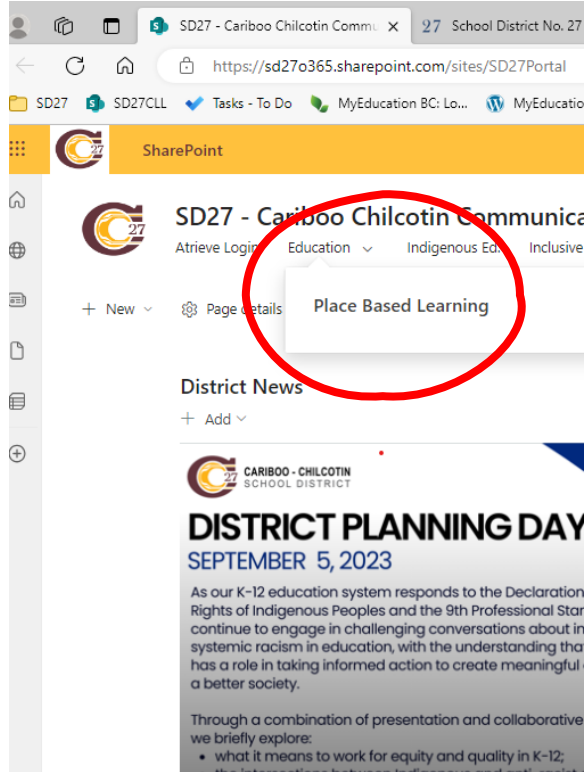 SD27 - Cariboo Chilcotin Commu
27 School District No. 27
https://sd27o365.sharepoint.com/sites/SD27Portal
SD27 SD27CLL Tasks - To Do MyEducation BC: Lo... MyEducatio
27 SharePoint
27
SD27 - Cariboo Chilcotin Communica
Atrieve Login Education Indigenous Ed. Inclusive
+ New Page details
Place Based Learning
District News
+ Add
27 CARIBOO - CHILCOTIN
SCHOOL DISTRICT
DISTRICT PLANNING DAY
SEPTEMBER 5, 2023
As our K-12 education system responds to the Declaration
Rights of Indigenous Peoples and the 9th Professional Star
continue to engage in challenging conversations about in
systemic racism in education, with the understanding tha
has a role in taking informed action to create meaningful
a better society.
Through a combination of presentation and collaborative
we briefly explore:
• what it means to work for equity and quality in K-12;